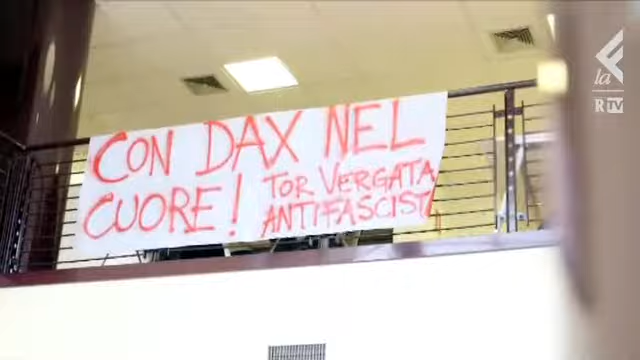 CON DAX NEL
CUORE!
TOR VERGATA
ANTIFASCISTA
la
RTV